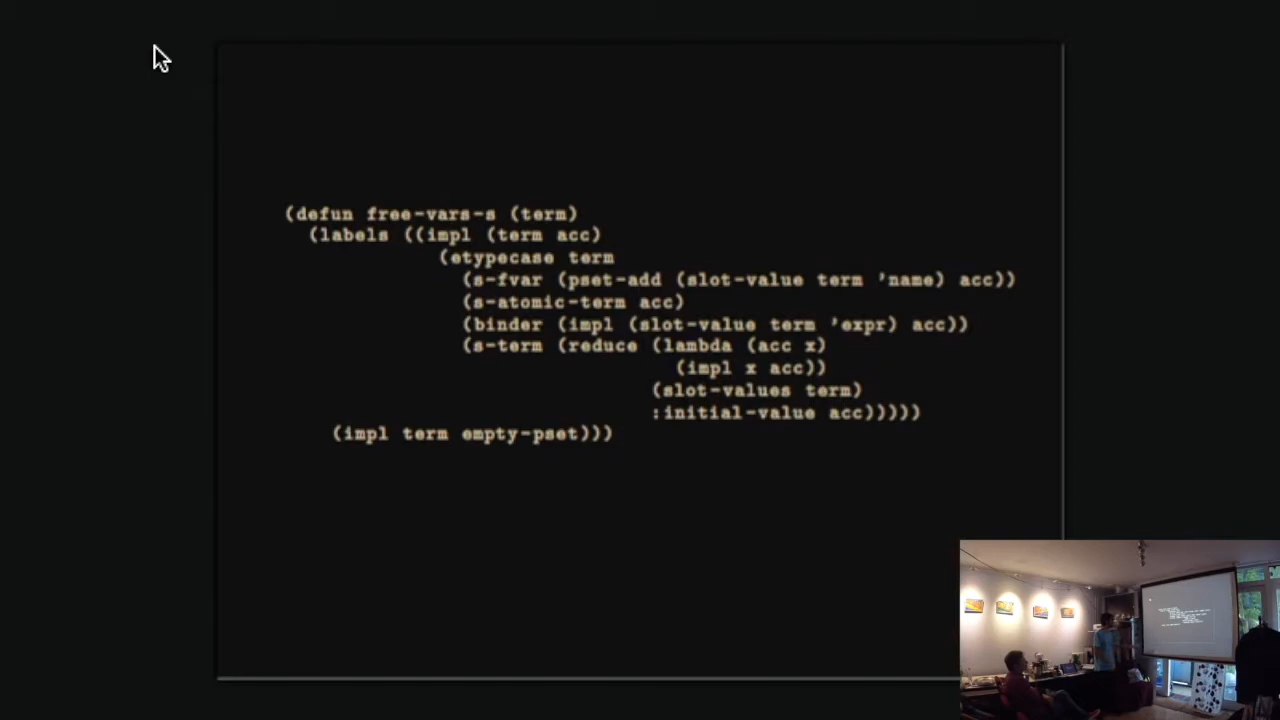 (defun free-vars-s (term)
(labels ((impl (term acc)
(etypecase term
(s-fvar (pset-add (slot-value term 'name) acc))
(s-atomic-term acc)
(binder (impl (slot-value term 'expr) acc))
(s-term (reduce (lambda (acc x)
(impl x acc))
(slot-values term)
:initial-value acc)))))
(impl term empty-pset)))